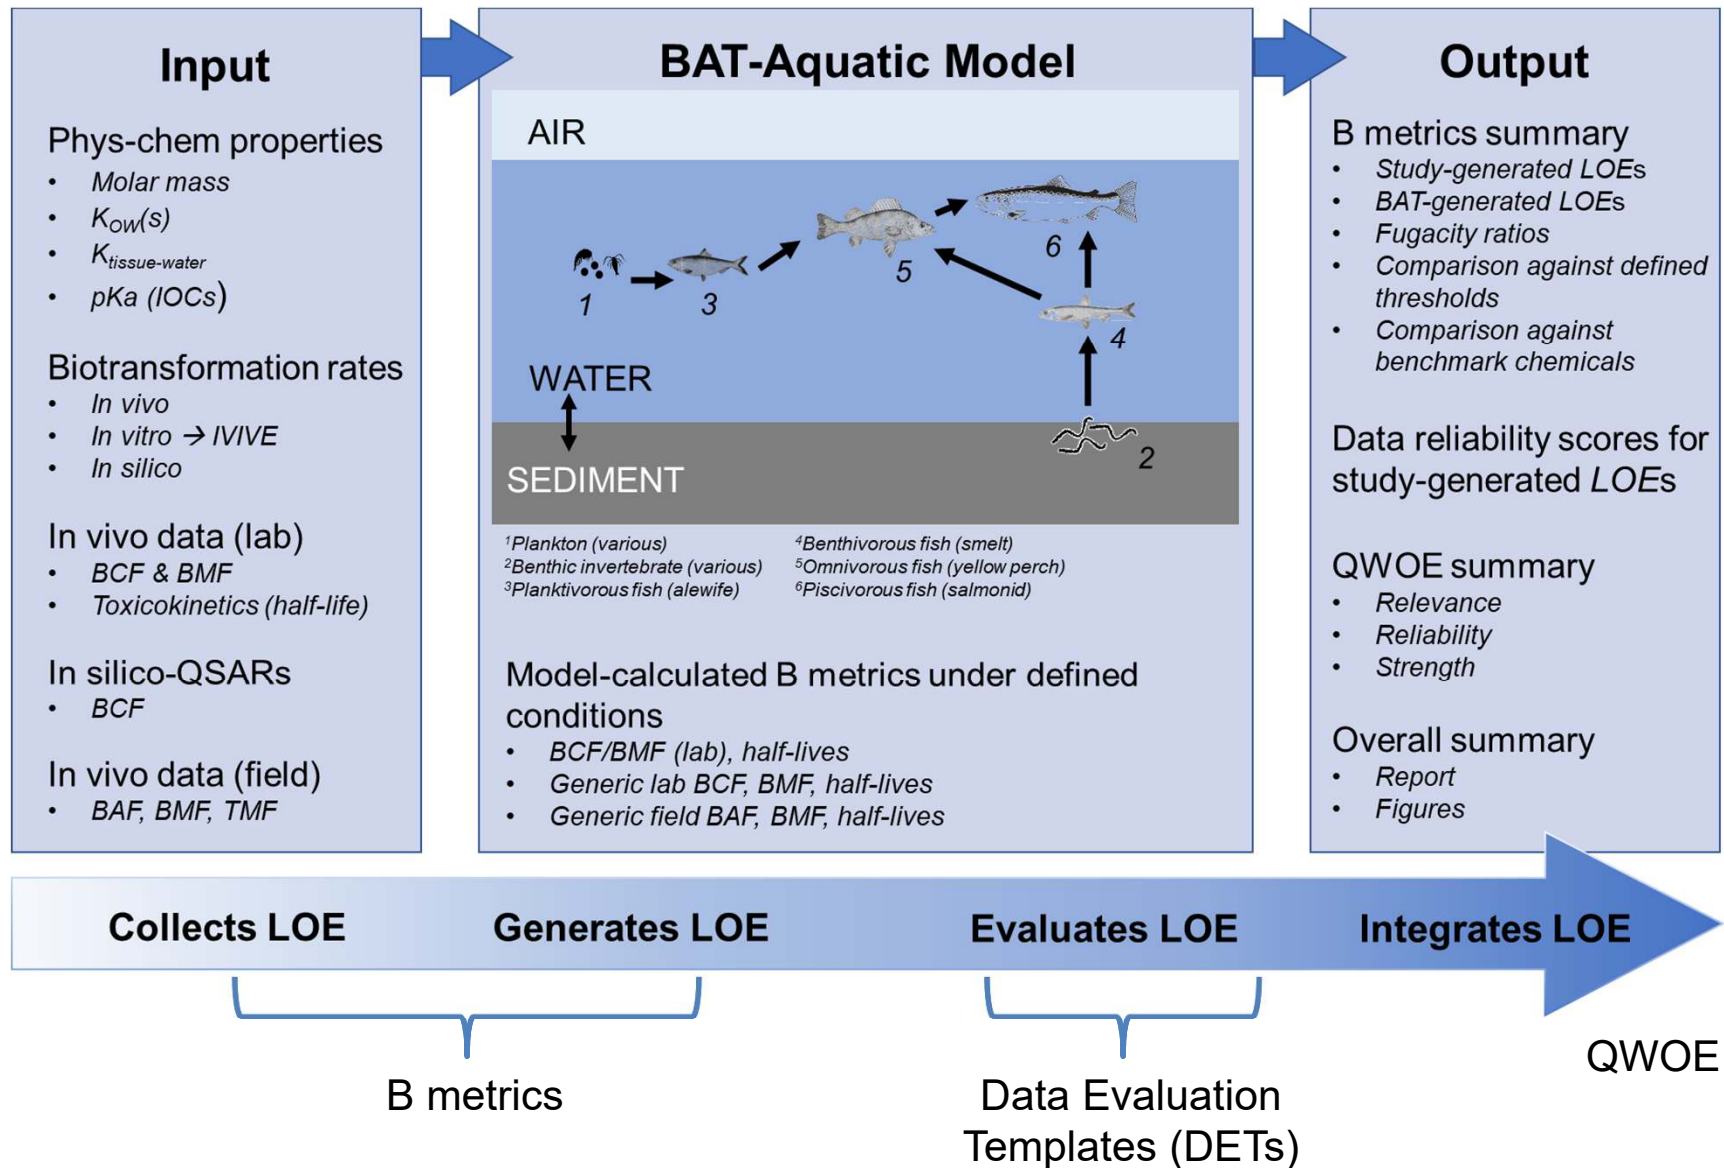 Input
Phys-chem properties
• Molar mass
• KOW(s)
• Ktissue-water
• pKa (IOCs)
Biotransformation rates
• In vivo
• In vitro → IVIVE
• In silico
In vivo data (lab)
• BCF & BMF
• Toxicokinetics (half-life)
In silico-QSARs
• BCF
In vivo data (field)
• BAF, BMF, TMF
BAT-Aquatic Model
AIR
1
3
5
6
4
WATER
2
SEDIMENT
1Plankton (various)
2Benthic invertebrate (various)
3Planktivorous fish (alewife)
4Benthivorous fish (smelt)
5Omnivorous fish (yellow perch)
6Piscivorous fish (salmonid)
Model-calculated B metrics under defined
conditions
• BCF/BMF (lab), half-lives
• Generic lab BCF, BMF, half-lives
• Generic field BAF, BMF, half-lives
Output
B metrics summary
• Study-generated LOEs
• BAT-generated LOEs
• Fugacity ratios
• Comparison against defined
thresholds
• Comparison against
benchmark chemicals
Data reliability scores for
study-generated LOEs
QWOE summary
• Relevance
• Reliability
• Strength
Overall summary
• Report
• Figures
Collects LOE
Generates LOE
Evaluates LOE
Integrates LOE
B metrics
Data Evaluation
Templates (DETs)
QWOE